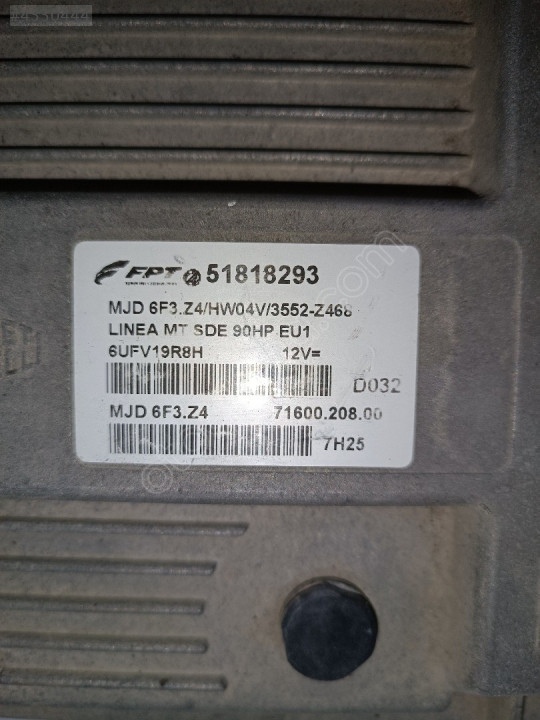 44550444
FPT 51818293
MJD 6F3.Z4/HW04V/3552-Z468
LINEA MT SDE 90HP EU1
6UFV19R8H 12V=
D032
MJD 6F3.Z4 71600.208.00
7H25